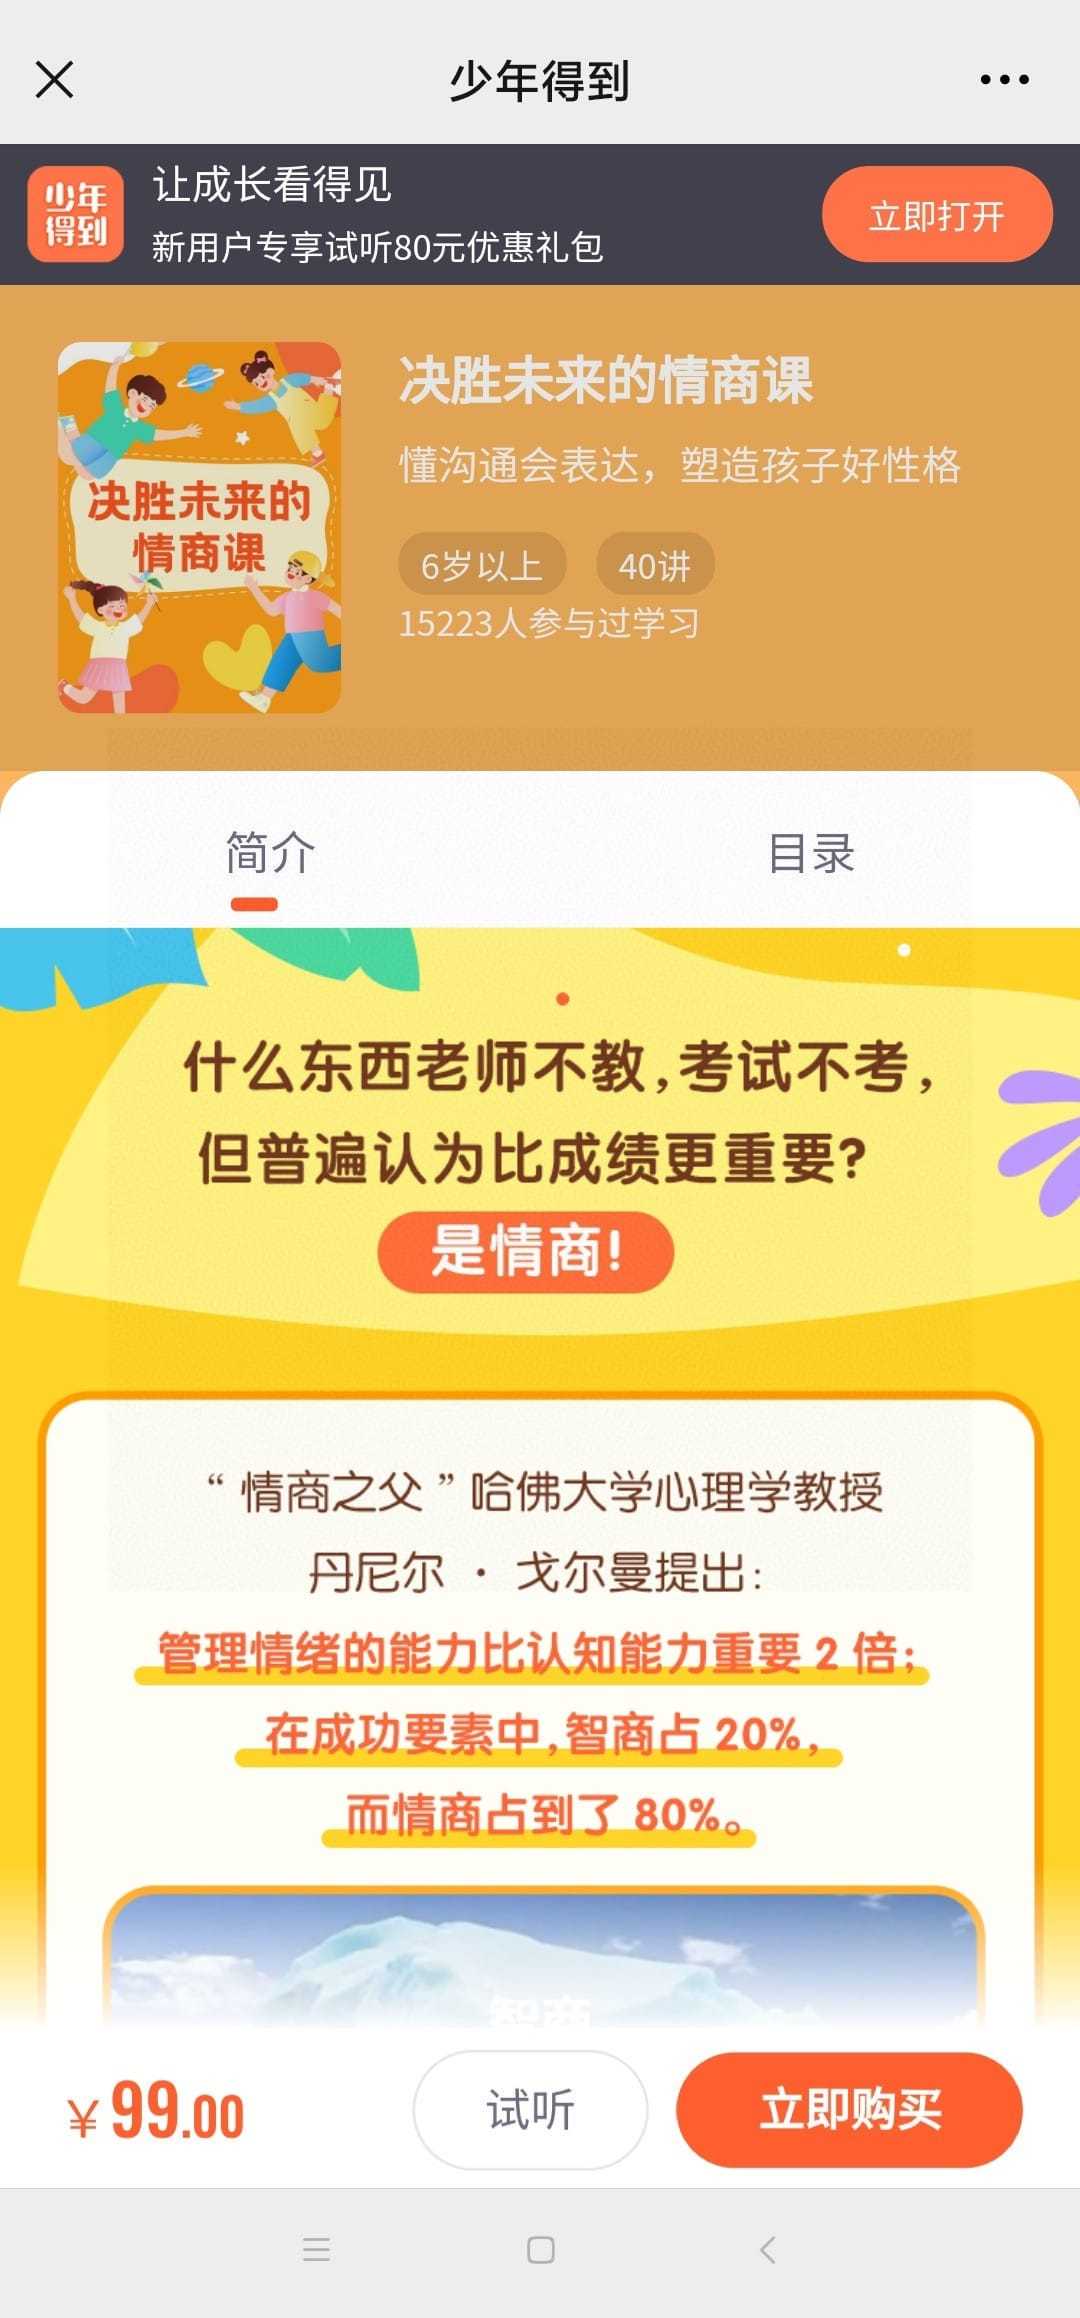 少年得到
少年
得到
让成长看得见
新用户专享试听80元优惠礼包
立即打开
决胜未来的
情商课
决胜未来的情商课
懂沟通会表达，塑造孩子好性格
6岁以上
40讲
15223人参与过学习
简介
目录
什么东西老师不教，考试不考，
但普遍认为比成绩更重要？
是情商！
“情商之父”哈佛大学心理学教授
丹尼尔 · 戈尔曼提出：
管理情绪的能力比认知能力重要 2 倍；
在成功要素中，智商占 20%，
而情商占到了 80%。
智商
¥99.00
试听
立即购买